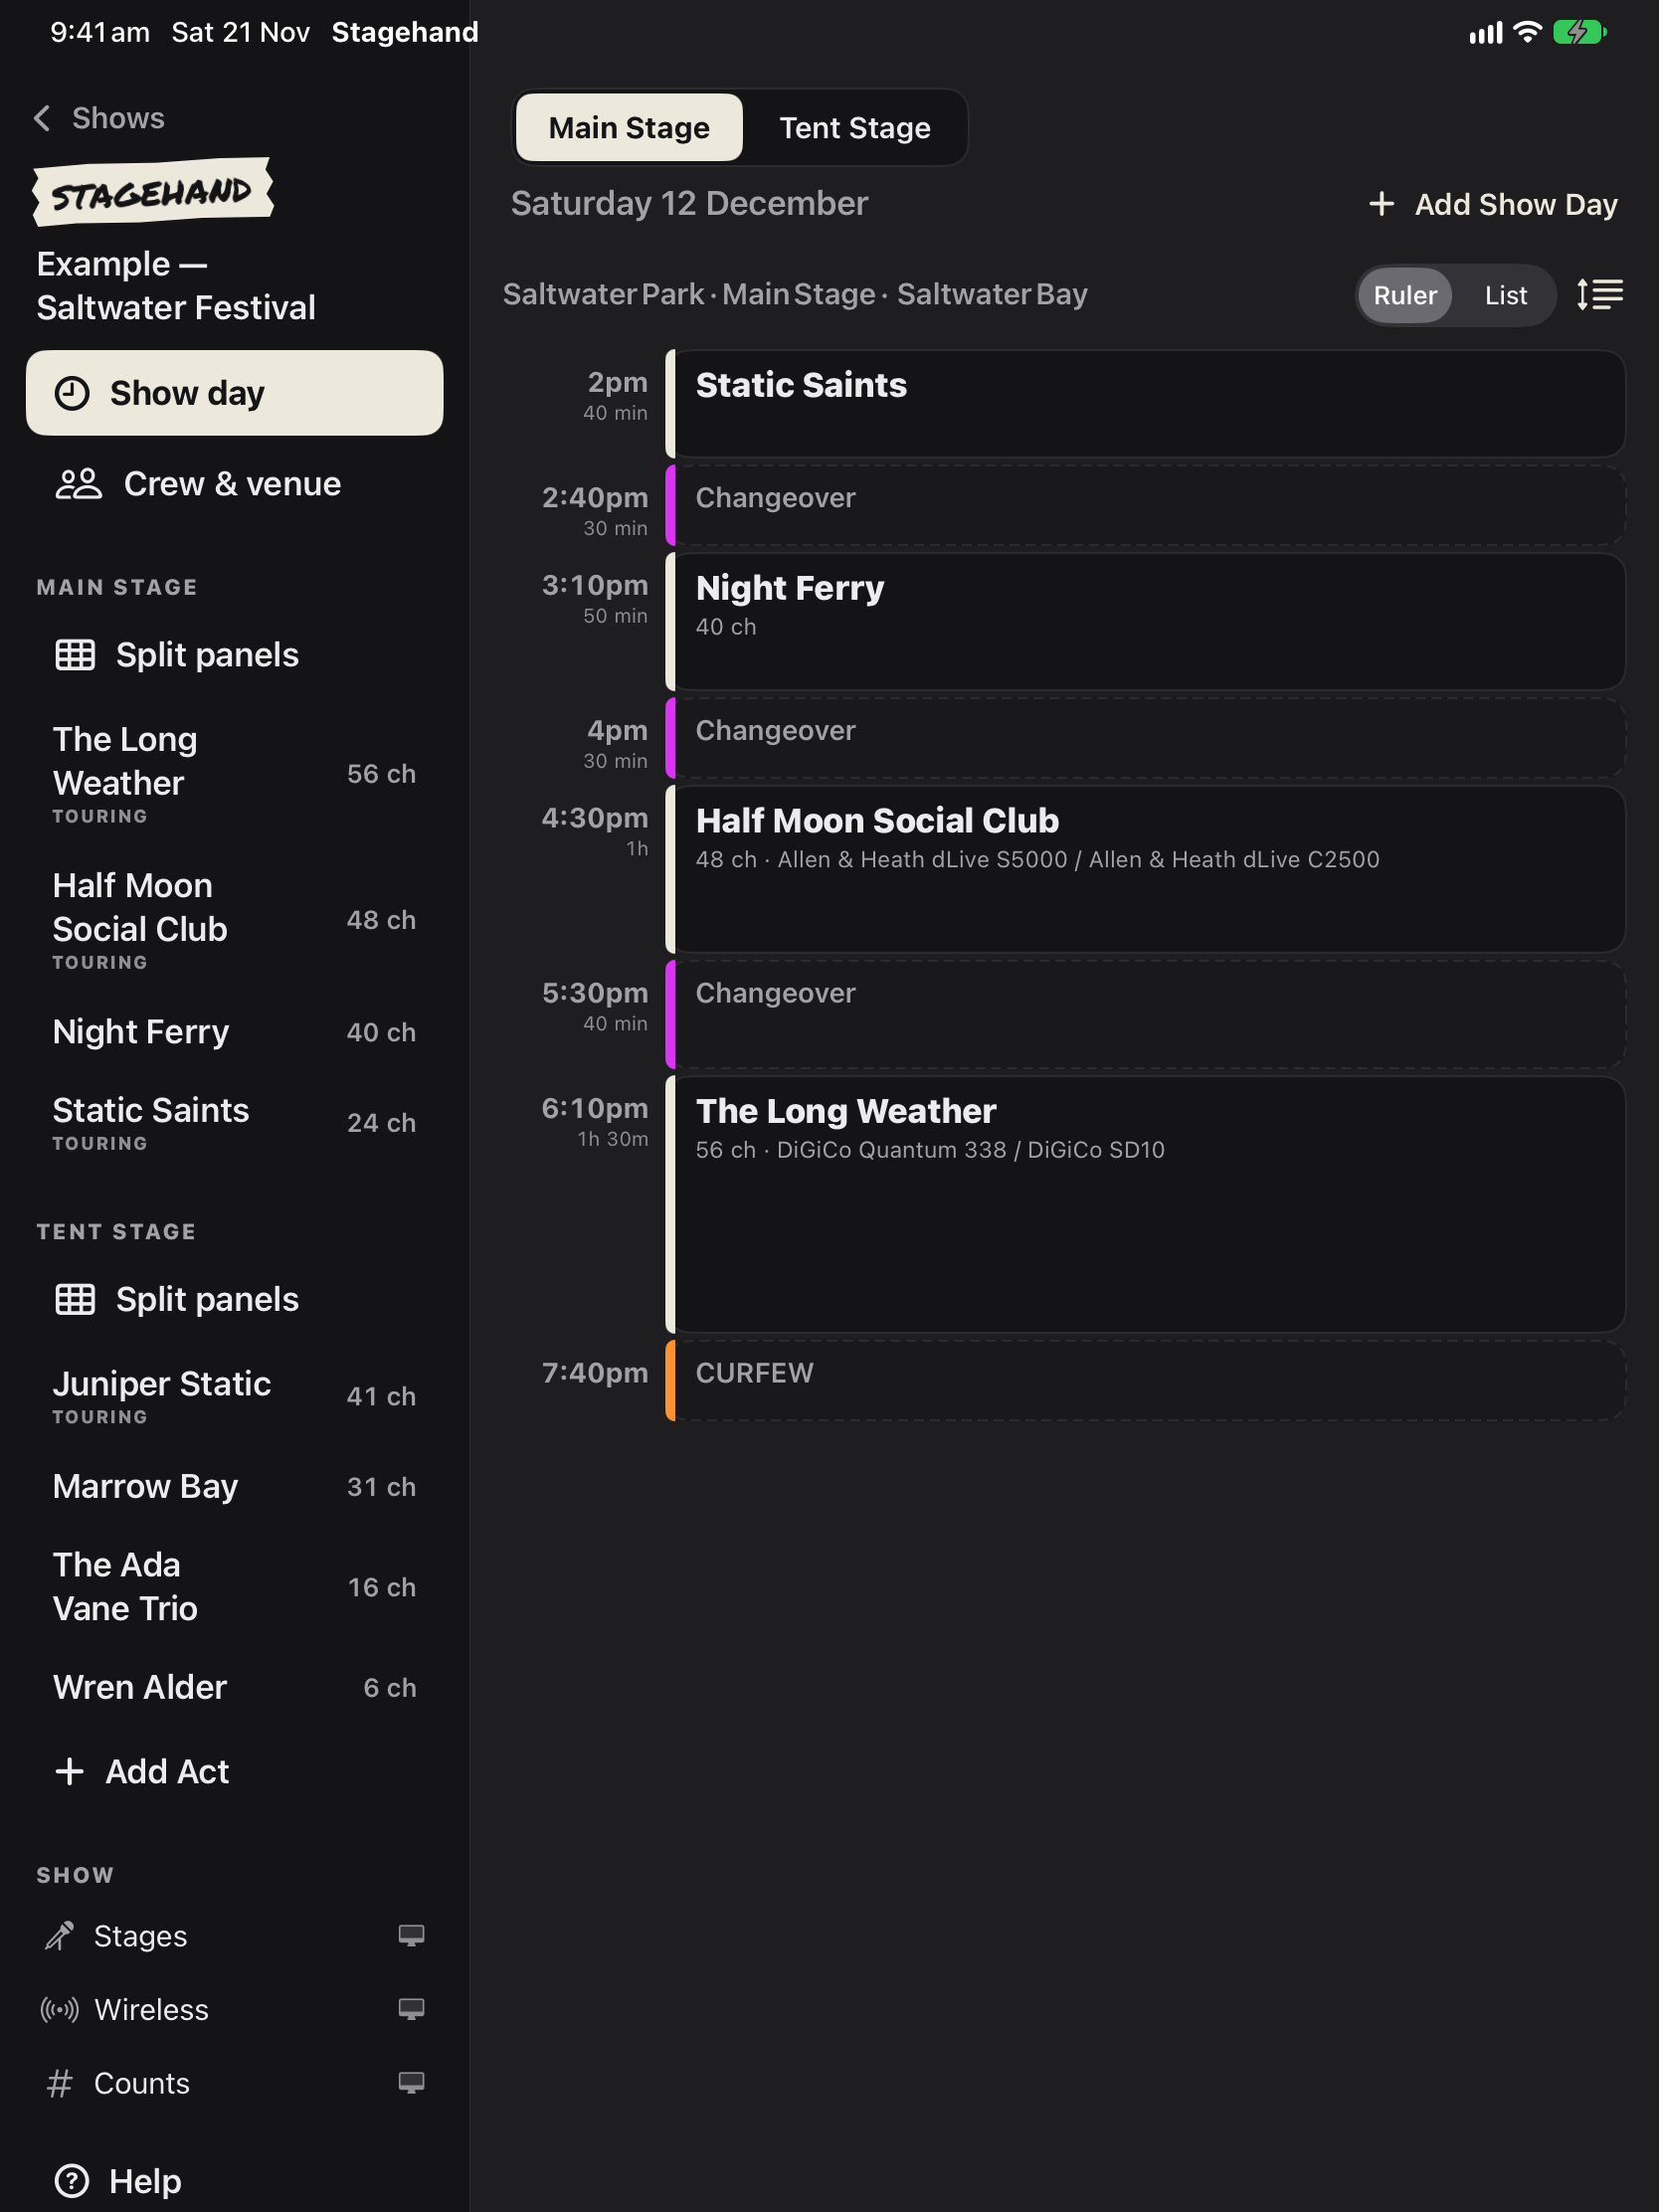 9:41 am Sat 21 Nov Stagehand
Shows
STAGEHAND
Example —
Saltwater Festival
Show day
Crew & venue
MAIN STAGE
Split panels
The Long
Weather
56 ch
TOURING
Half Moon
Social Club
48 ch
TOURING
Night Ferry 40 ch
Static Saints 24 ch
TOURING
TENT STAGE
Split panels
Juniper Static 41 ch
TOURING
Marrow Bay 31 ch
The Ada
Vane Trio
16 ch
Wren Alder 6 ch
Add Act
SHOW
Stages
Wireless
Counts
Help
Main Stage Tent Stage
Saturday 12 December + Add Show Day
Saltwater Park · Main Stage · Saltwater Bay Ruler List
2pm Static Saints
40 min
2:40pm Changeover
30 min
3:10pm Night Ferry
50 min 40 ch
4pm Changeover
30 min
4:30pm Half Moon Social Club
1h 48 ch · Allen & Heath dLive S5000 / Allen & Heath dLive C2500
5:30pm Changeover
40 min
6:10pm The Long Weather
1h 30m 56 ch · DiGiCo Quantum 338 / DiGiCo SD10
7:40pm CURFEW